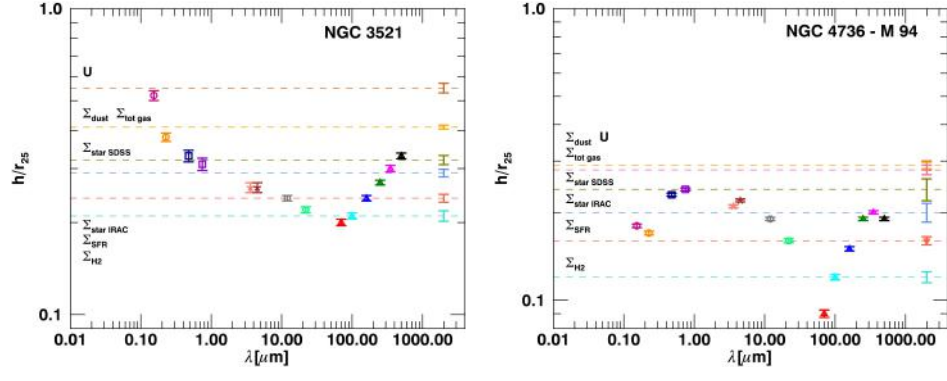 NGC 3521
U
Σdust Σtot gas
Σstar SDSS
Σstar IRAC
ΣSFR
ΣH2
h/r25
1.0
0.1
0.01 0.10 1.00 10.00 100.00 1000.00
λ[μm]
NGC 4736 - M 94
Σdust U
Σtot gas
Σstar SDSS
Σstar IRAC
ΣSFR
ΣH2
h/r25
1.0
0.1
0.01 0.10 1.00 10.00 100.00 1000.00
λ[μm]